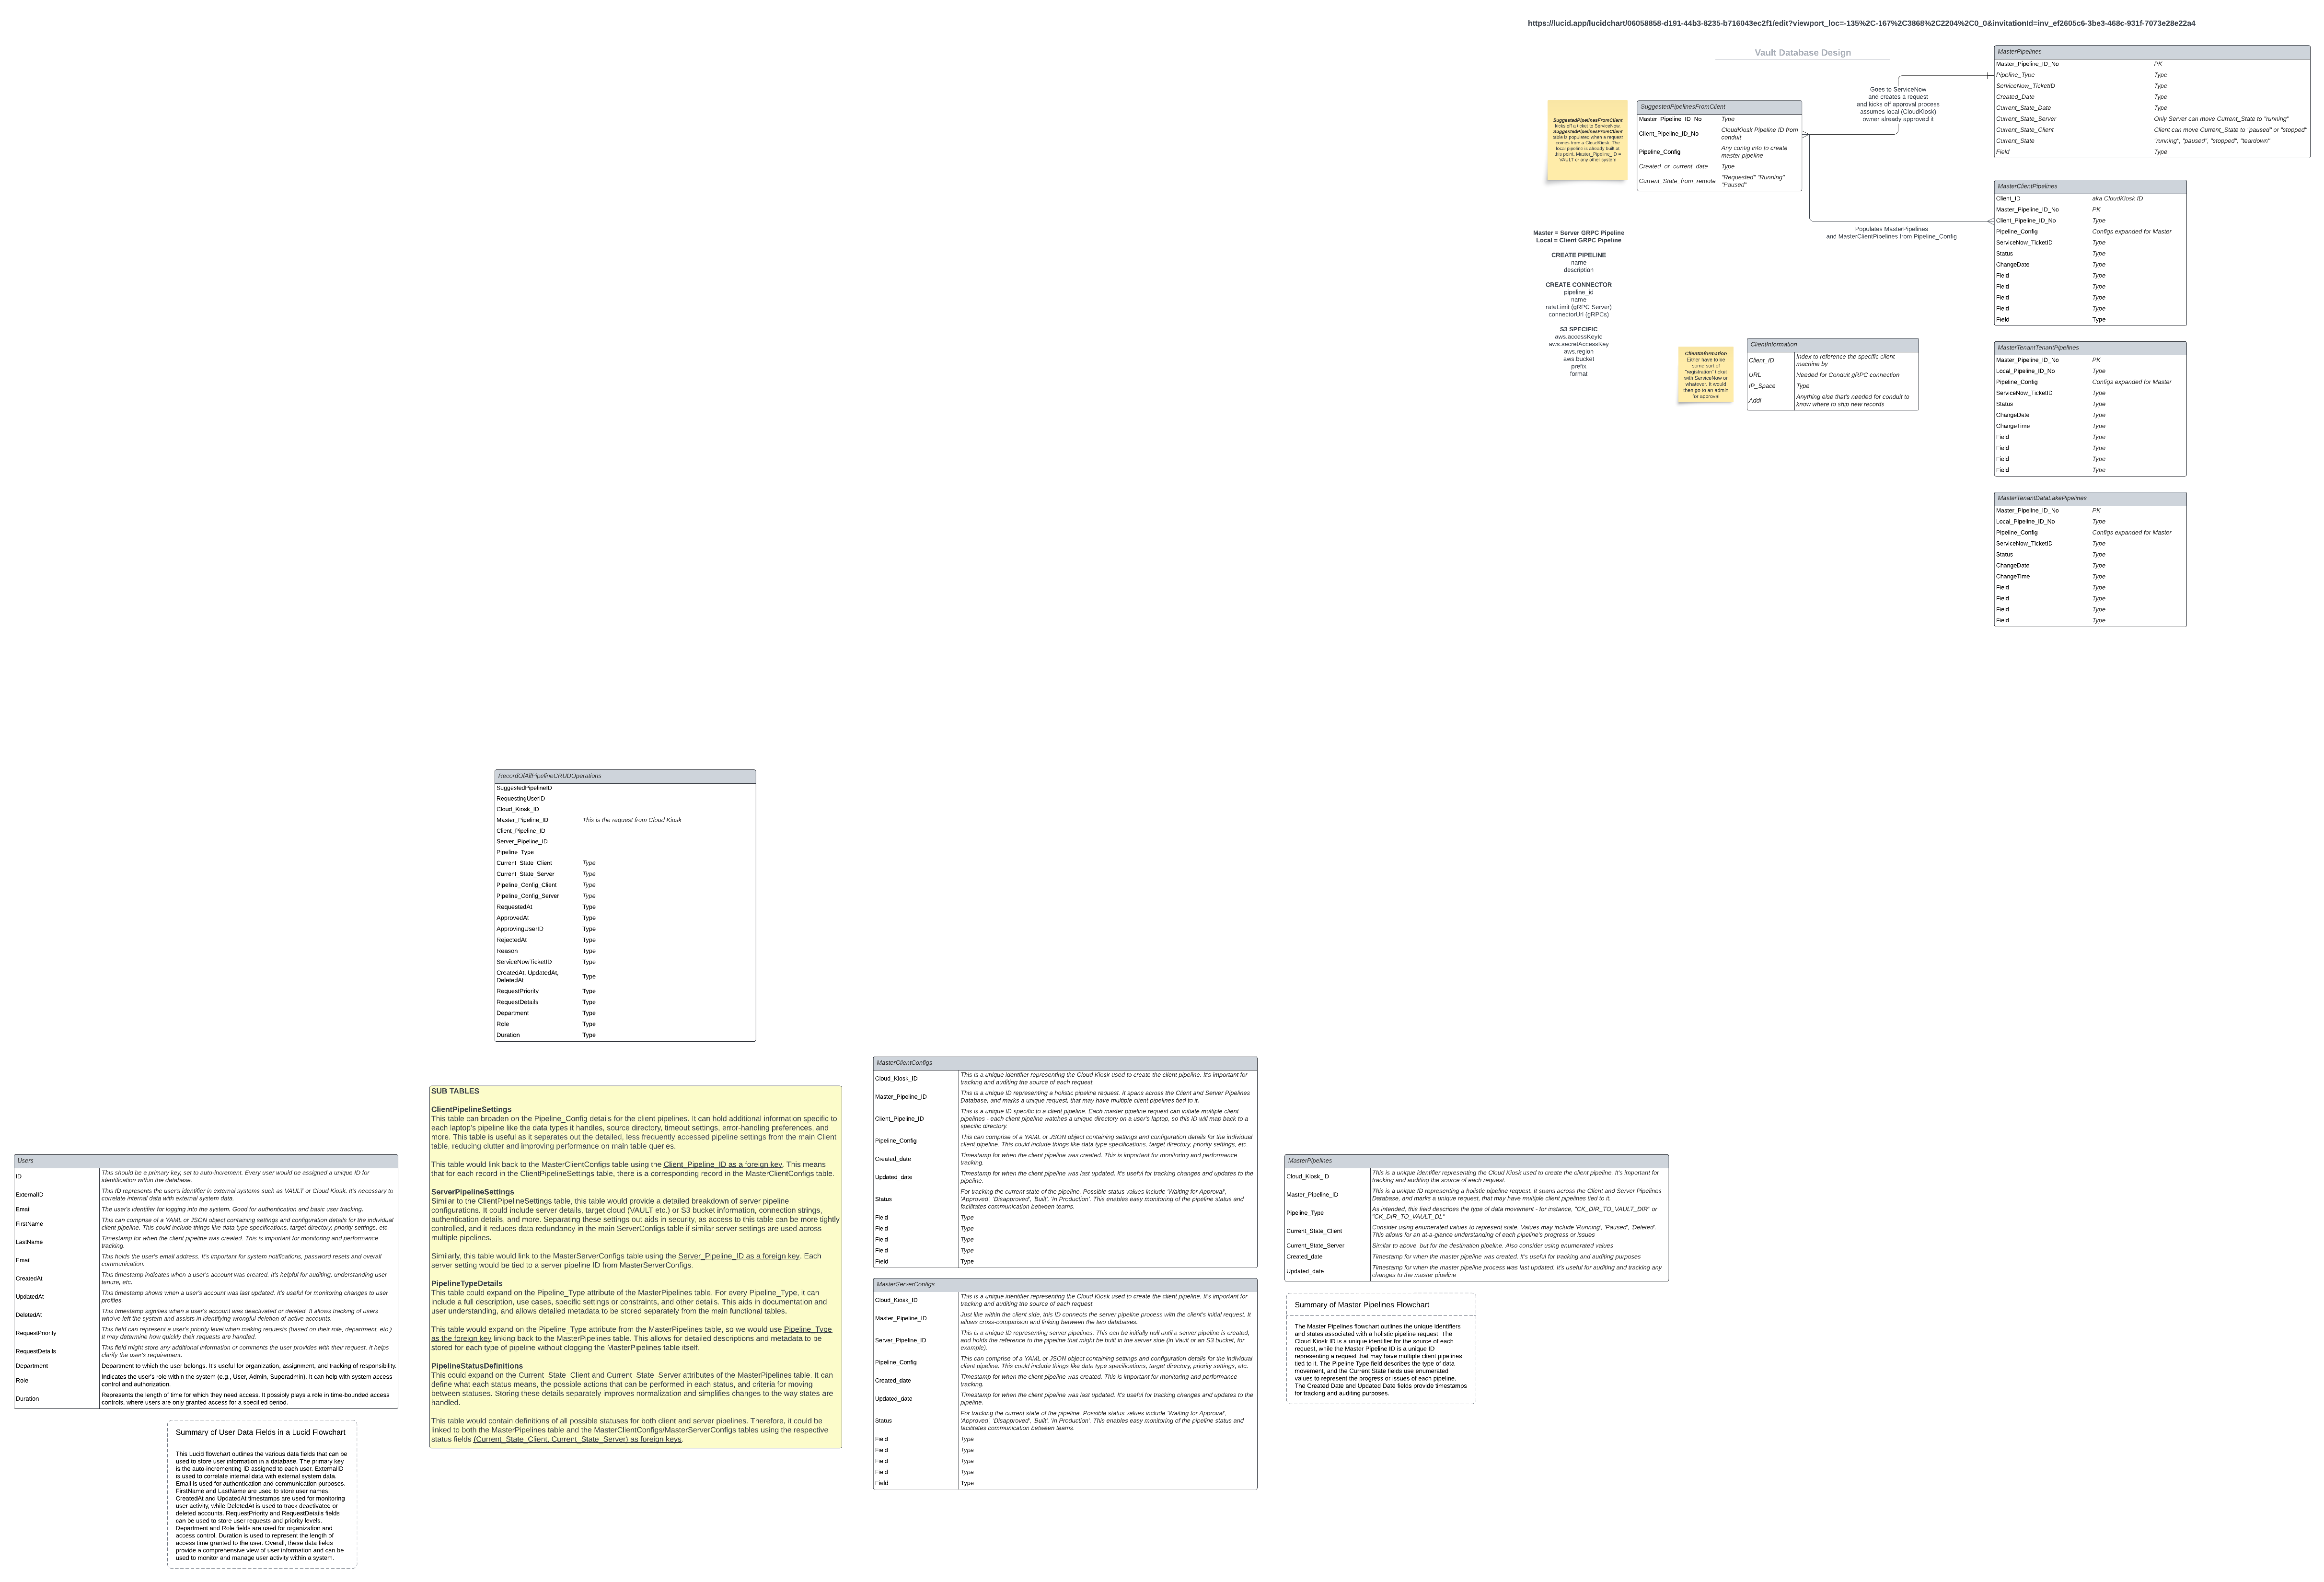 https://lucid.app/lucidchart/06058858-d191-44b3-8235-b716043ec2f1/edit?viewport_loc=-135%2C-167%2C3868%2C2204%2C0_0&invitationId=inv_ef2605c6-3be3-468c-931f-7073e28e22a4
Vault Database Design
MasterPipelines
Master_Pipeline_ID_No PK
Pipeline_Type Type
ServiceNow_TicketID Type
Created_Date Type
Current_State_Date Type
Current_State_Server Only Server can move Current_State to "running"
Current_State_Client Client can move Current_State to "paused" or "stopped"
Current_State "running"; "paused", "stopped", "teardown"
Field Type
Goes to ServiceNow
and creates a request
and kicks off approval process
assumes local (CloudKiosk)
owner already approved it
SuggestedPipelinesFromClient
kicks off a ticket to ServiceNow.
SuggestedPipelinesFromClient
table is populated when a request
comes from a CloudKiosk. The
local pipeline is already built at
this point. Master_Pipeline_ID =
VAULT or any other system
SuggestedPipelinesFromClient
Master_Pipeline_ID_No Type
Client_Pipeline_ID_No CloudKiosk Pipeline ID from
conduit
Pipeline_Config Any config info to create
master pipeline
Created_or_current_date Type
Current_State_from_remote "Requested" "Running"
"Paused"
MasterClientPipelines
Client_ID aka CloudKiosk ID
Master_Pipeline_ID_No PK
Client_Pipeline_ID_No Type
Pipeline_Config Configs expanded for Master
ServiceNow_TicketID Type
Status Type
ChangeDate Type
Field Type
Field Type
Field Type
Field Type
Populates MasterPipelines
and MasterClientPipelines from Pipeline_Config
Master = Server GRPC Pipeline
Local = Client GRPC Pipeline
CREATE PIPELINE
name
description
CREATE CONNECTOR
pipeline_id
name
rateLimit (gRPC Server)
connectorUrl (gRPCs)
S3 SPECIFIC
aws.accessKeyId
aws.secretAccessKey
aws.region
aws.bucket
prefix
format
ClientInformation
Either have to be
some sort of
"registration" ticket
with ServiceNow or
whatever. It would
then go to an admin
for approval
ClientInformation
Client_ID Index to reference the specific client
machine by
URL Needed for Conduit gRPC connection
IP_Space Type
Addl Anything else that's needed for conduit to
know where to ship new records
MasterTenantTenantPipelines
Master_Pipeline_ID_No PK
Local_Pipeline_ID_No Type
Pipeline_Config Configs expanded for Master
ServiceNow_TicketID Type
Status Type
ChangeDate Type
ChangeTime Type
Field Type
Field Type
Field Type
Field Type
MasterTenantDataLakePipelines
Master_Pipeline_ID_No PK
Local_Pipeline_ID_No Type
Pipeline_Config Configs expanded for Master
ServiceNow_TicketID Type
Status Type
ChangeDate Type
ChangeTime Type
Field Type
Field Type
Field Type
Field Type
RecordOfAllPipelineCRUDOperations
SuggestedPipelineID
RequestingUserID
Cloud_Kiosk_ID
Master_Pipeline_ID This is the request from Cloud Kiosk
Client_Pipeline_ID
Server_Pipeline_ID
Pipeline_Type
Current_State_Client Type
Current_State_Server Type
Pipeline_Config_Client Type
Pipeline_Config_Server Type
RequestedAt Type
ApprovedAt Type
ApprovingUserID Type
RejectedAt Type
Reason Type
ServiceNowTicketID Type
CreatedAt, UpdatedAt,
DeletedAt Type
RequestPriority Type
RequestDetails Type
Department Type
Role Type
Duration Type
Users
ID This should be a primary key, set to auto-increment. Every user would be assigned a unique ID for
identification within the database.
ExternalID This ID represents the user's identifier in external systems such as VAULT or Cloud Kiosk. It's necessary to
correlate internal data with external system data.
Email The user's identifier for logging into the system. Good for authentication and basic user tracking.
FirstName This can comprise of a YAML or JSON object containing settings and configuration details for the individual
client pipeline. This could include things like data type specifications, target directory, priority settings, etc.
LastName Timestamp for when the client pipeline was created. This is important for monitoring and performance
tracking.
Email This holds the user's email address. It's important for system notifications, password resets and overall
communication.
CreatedAt This timestamp indicates when a user's account was created. It's helpful for auditing, understanding user
tenure, etc.
UpdatedAt This timestamp shows when a user's account was last updated. It's useful for monitoring changes to user
profiles.
DeletedAt This timestamp signifies when a user's account was deactivated or deleted. It allows tracking of users
who've left the system and assists in identifying wrongful deletion of active accounts.
RequestPriority This field can represent a user's priority level when making requests (based on their role, department, etc.)
It may determine how quickly their requests are handled.
RequestDetails This field might store any additional information or comments the user provides with their request. It helps
clarify the user's requirement.
Department Department to which the user belongs. It's useful for organization, assignment, and tracking of responsibility.
Role Indicates the user's role within the system (e.g., User, Admin, Superadmin). It can help with system access
control and authorization.
Duration Represents the length of time for which they need access. It possibly plays a role in time-bounded access
controls, where users are only granted access for a specified period.
Summary of User Data Fields in a Lucid Flowchart
This Lucid flowchart outlines the various data fields that can be
used to store user information in a database. The primary key
is the auto-incrementing ID assigned to each user. ExternalID
is used to correlate internal data with external system data.
Email is used for authentication and communication purposes.
FirstName and LastName are used to store user names.
CreatedAt and UpdatedAt timestamps are used for monitoring
user activity, while DeletedAt is used to track deactivated or
deleted accounts. RequestPriority and RequestDetails fields
can be used to store user requests and priority levels.
Department and Role fields are used for organization and
access control. Duration is used to represent the length of
access time granted to the user. Overall, these data fields
provide a comprehensive view of user information and can be
used to monitor and manage user activity within a system.
SUB TABLES
ClientPipelineSettings
This table can broaden on the Pipeline_Config details for the client pipelines. It can hold additional information specific to
each laptop's pipeline like the data types it handles, source directory, timeout settings, error-handling preferences, and
more. This table is useful as it separates out the detailed, less frequently accessed pipeline settings from the main Client
table, reducing clutter and improving performance on main table queries.
This table would link back to the MasterClientConfigs table using the Client_Pipeline_ID as a foreign key. This means
that for each record in the ClientPipelineSettings table, there is a corresponding record in the MasterClientConfigs table.
ServerPipelineSettings
Similar to the ClientPipelineSettings table, this table would provide a detailed breakdown of server pipeline
configurations. It could include server details, target cloud (VAULT etc.) or S3 bucket information, connection strings,
authentication details, and more. Separating these settings out aids in security, as access to this table can be more tightly
controlled, and it reduces data redundancy in the main ServerConfigs table if similar server settings are used across
multiple pipelines.
Similarly, this table would link to the MasterServerConfigs table using the Server_Pipeline_ID as a foreign key. Each
server setting would be tied to a server pipeline ID from MasterServerConfigs.
PipelineTypeDetails
This table could expand on the Pipeline_Type attribute of the MasterPipelines table. For every Pipeline_Type, it can
include a full description, use cases, specific settings or constraints, and other details. This aids in documentation and
user understanding, and allows detailed metadata to be stored separately from the main functional tables.
This table would expand on the Pipeline_Type attribute from the MasterPipelines table, so we would use Pipeline_Type
as the foreign key linking back to the MasterPipelines table. This allows for detailed descriptions and metadata to be
stored for each type of pipeline without clogging the MasterPipelines table itself.
PipelineStatusDefinitions
This could expand on the Current_State_Client and Current_State_Server attributes of the MasterPipelines table. It can
define what each status means, the possible actions that can be performed in each status, and criteria for moving
between statuses. Storing these details separately improves normalization and simplifies changes to the way states are
handled.
This table would contain definitions of all possible statuses for both client and server pipelines. Therefore, it could be
linked to both the MasterPipelines table and the MasterClientConfigs/MasterServerConfigs tables using the respective
status fields (Current_State_Client, Current_State_Server) as foreign keys.
MasterClientConfigs
Cloud_Kiosk_ID This is a unique identifier representing the Cloud Kiosk used to create the client pipeline. It's important for
tracking and auditing the source of each request.
Master_Pipeline_ID This is a unique ID representing a holistic pipeline request. It spans across the Client and Server Pipelines
Database, and marks a unique request, that may have multiple client pipelines tied to it.
Client_Pipeline_ID This is a unique ID specific to a client pipeline. Each master pipeline request can initiate multiple client
pipelines - each client pipeline watches a unique directory on a user's laptop, so this ID will map back to a
specific directory.
Pipeline_Config This can comprise of a YAML or JSON object containing settings and configuration details for the individual
client pipeline. This could include things like data type specifications, target directory, priority settings, etc.
Created_date Timestamp for when the client pipeline was created. This is important for monitoring and performance
tracking.
Updated_date Timestamp for when the client pipeline was last updated. It's useful for tracking changes and updates to the
pipeline.
Status For tracking the current state of the pipeline. Possible status values include 'Waiting for Approval',
'Approved', 'Disapproved', 'Built', 'In Production'. This enables easy monitoring of the pipeline status and
facilitates communication between teams.
Field Type
Field Type
Field Type
Field Type
Field Type
MasterServerConfigs
Cloud_Kiosk_ID This is a unique identifier representing the Cloud Kiosk used to create the client pipeline. It's important for
tracking and auditing the source of each request.
Master_Pipeline_ID Just like within the client side, this ID connects the server pipeline process with the client's initial request. It
allows cross-comparison and linking between the two databases.
Server_Pipeline_ID This is a unique ID representing server pipelines. This can be initially null until a server pipeline is created,
and holds the reference to the pipeline that might be built in the server side (in Vault or an S3 bucket, for
example).
Pipeline_Config This can comprise of a YAML or JSON object containing settings and configuration details for the individual
client pipeline. This could include things like data type specifications, target directory, priority settings, etc.
Created_date Timestamp for when the client pipeline was created. This is important for monitoring and performance
tracking.
Updated_date Timestamp for when the client pipeline was last updated. It's useful for tracking changes and updates to the
pipeline.
Status For tracking the current state of the pipeline. Possible status values include 'Waiting for Approval',
'Approved', 'Disapproved', 'Built', 'In Production'. This enables easy monitoring of the pipeline status and
facilitates communication between teams.
Field Type
Field Type
Field Type
Field Type
Field Type
MasterPipelines
Cloud_Kiosk_ID This is a unique identifier representing the Cloud Kiosk used to create the client pipeline. It's important for
tracking and auditing the source of each request.
Master_Pipeline_ID This is a unique ID representing a holistic pipeline request. It spans across the Client and Server Pipelines
Database, and marks a unique request, that may have multiple client pipelines tied to it.
Pipeline_Type As intended, this field describes the type of data movement - for instance, "CK_DIR_TO_VAULT_DIR" or
"CK_DIR_TO_VAULT_DL"
Current_State_Client Consider using enumerated values to represent state. Values may include 'Running', 'Paused', 'Deleted'.
This allows for an at-a-glance understanding of each pipeline's progress or issues
Current_State_Server Similar to above, but for the destination pipeline. Also consider using enumerated values
Created_date Timestamp for when the master pipeline was created. It's useful for tracking and auditing purposes
Updated_date Timestamp for when the master pipeline process was last updated. It's useful for auditing and tracking any
changes to the master pipeline
Summary of Master Pipelines Flowchart
The Master Pipelines flowchart outlines the unique identifiers
and states associated with a holistic pipeline request. The
Cloud Kiosk ID is a unique identifier for the source of each
request, while the Master Pipeline ID is a unique ID
representing a request that may have multiple client pipelines
tied to it. The Pipeline Type field describes the type of data
movement, and the Current State fields use enumerated
values to represent the progress or issues of each pipeline.
The Created Date and Updated Date fields provide timestamps
for tracking and auditing purposes.